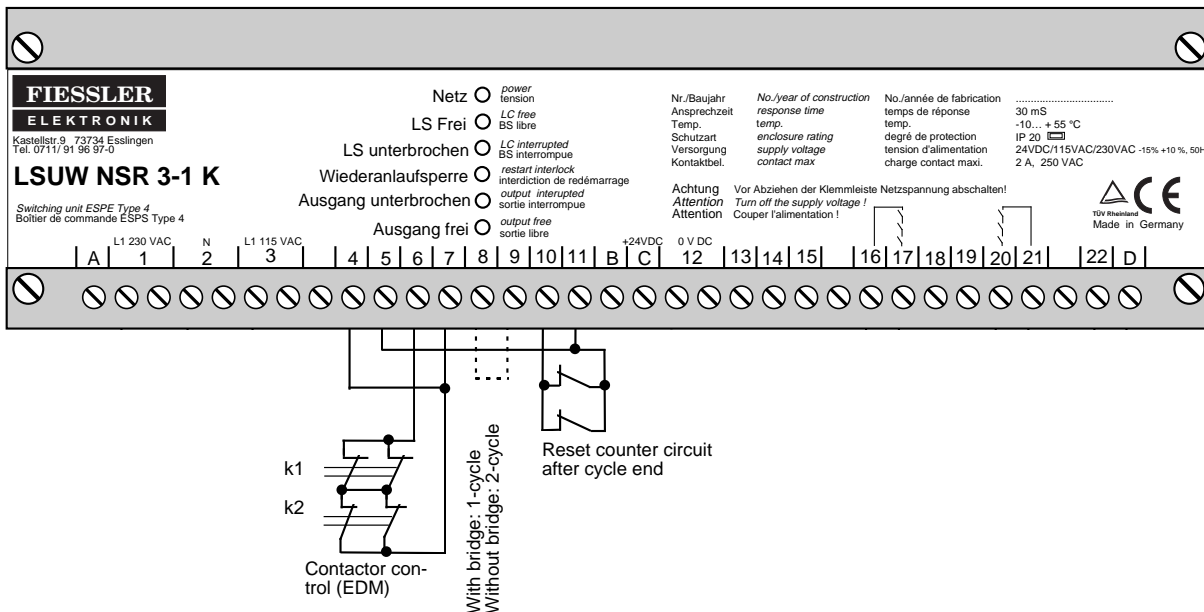 FIESSLER
ELEKTRONIK
Kastellstr.9 73734 Esslingen
Tel. 0711/ 91 96 97-0
LSUW NSR 3-1 K
Switching unit ESPE Type 4
Boîtier de commande ESPS Type 4
Netz power
tension
LS Frei LC free
BS libre
LS unterbrochen LC interrupted
BS interrompue
Wiederanlaufsperre restart interlock
interdiction de redémarrage
Ausgang unterbrochen output interupted
sortie interrompue
Ausgang frei output free
sortie libre
Nr./Baujahr No./year of construction No./année de fabrication .................................
Ansprechzeit response time temps de réponse 30 mS
Temp. temp. temp. -10... + 55 °C
Schutzart enclosure rating degré de protection IP 20
Versorgung supply voltage tension d'alimentation 24VDC/115VAC/230VAC -15% +10 %, 50H
Kontaktbel. contact max charge contact maxi. 2 A, 250 VAC
Achtung Vor Abziehen der Klemmleiste Netzspannung abschalten!
Attention Turn off the supply voltage !
Attention Couper l'alimentation !
TÜV Rheinland
CE
Made in Germany
L1 230 VAC N L1 115 VAC +24VDC 0 V DC
A 1 2 3 4 5 6 7 8 9 10 11 B C 12 13 14 15 16 17 18 19 20 21 22 D
k1
k2
Contactor con-
trol (EDM)
With bridge: 1-cycle
Without bridge: 2-cycle
Reset counter circuit
after cycle end